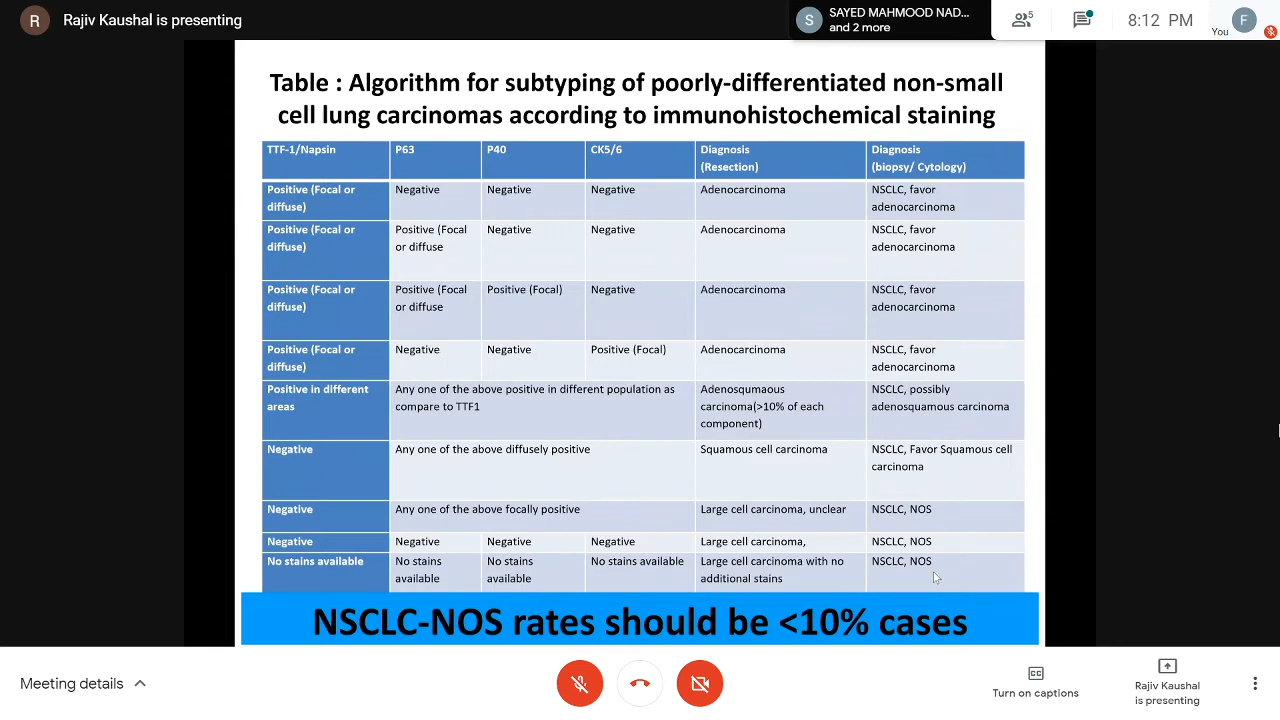 R
Rajiv Kaushal is presenting
S
SAYED MAHMOOD NAD...
and 2 more
5
8:12 PM
You
F
Table : Algorithm for subtyping of poorly-differentiated non-small
cell lung carcinomas according to immunohistochemical staining
TTF-1/Napsin
P63
P40
CK5/6
Diagnosis
(Resection)
Diagnosis
(biopsy/ Cytology)
Positive (Focal or
diffuse)
Negative
Negative
Negative
Adenocarcinoma
NSCLC, favor
adenocarcinoma
Positive (Focal or
diffuse)
Positive (Focal
or diffuse
Negative
Negative
Adenocarcinoma
NSCLC, favor
adenocarcinoma
Positive (Focal or
diffuse)
Positive (Focal
or diffuse
Positive (Focal)
Negative
Adenocarcinoma
NSCLC, favor
adenocarcinoma
Positive (Focal or
diffuse)
Negative
Negative
Positive (Focal)
Adenocarcinoma
NSCLC, favor
adenocarcinoma
Positive in different
areas
Any one of the above positive in different population as
compare to TTF1
Adenosqumaous
carcinoma(>10% of each
component)
NSCLC, possibly
adenosquamous carcinoma
Negative
Any one of the above diffusely positive
Squamous cell carcinoma
NSCLC, Favor Squamous cell
carcinoma
Negative
Any one of the above focally positive
Large cell carcinoma, unclear
NSCLC, NOS
Negative
Negative
Negative
Negative
Large cell carcinoma,
NSCLC, NOS
No stains available
No stains
available
No stains
available
No stains available
Large cell carcinoma with no
additional stains
NSCLC, NOS
NSCLC-NOS rates should be <10% cases
Meeting details
CC
Turn on captions
Rajiv Kaushal
is presenting